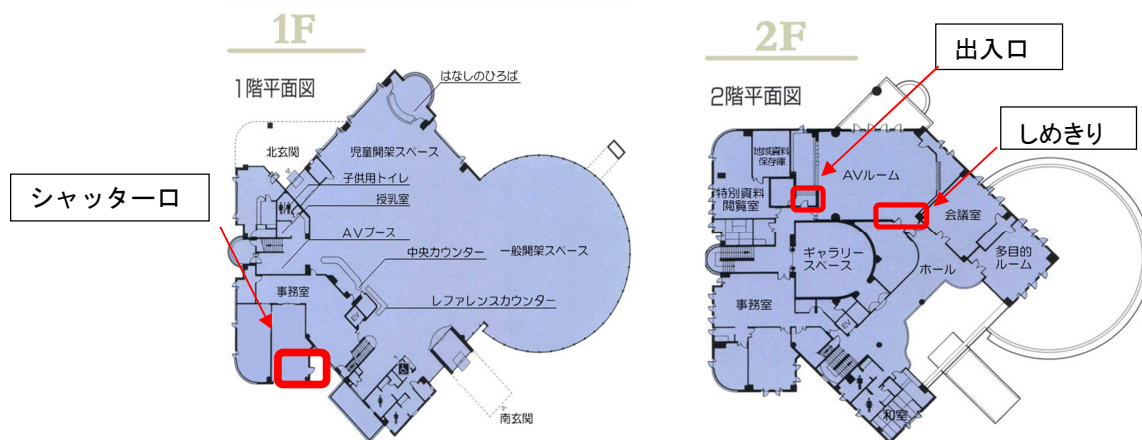 1F
1階平面図
はなしのひろば
北玄関
児童開架スペース
子供用トイレ
授乳室
シャッター口
AVブース
一般開架スペース
中央カウンター
事務室
レファレンスカウンター
EV
南玄関
2F
出入口
2階平面図
しめきり
地域資料
保存庫
AVルーム
特別資料
閲覧室
会議室
ギャラリー
スペース
ホール
多目的
ルーム
事務室
EV
和室